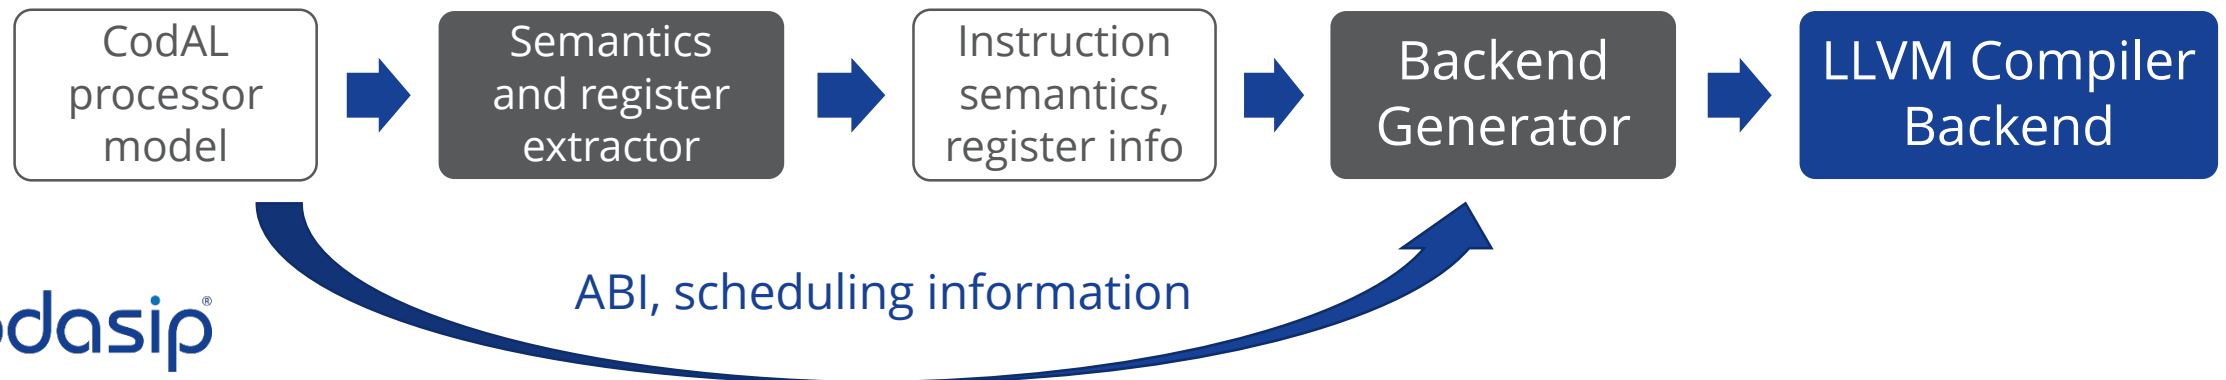 CodAL
processor
model
Semantics
and register
extractor
Instruction
semantics,
register info
Backend
Generator
LLVM Compiler
Backend
ABI, scheduling information
odasip®